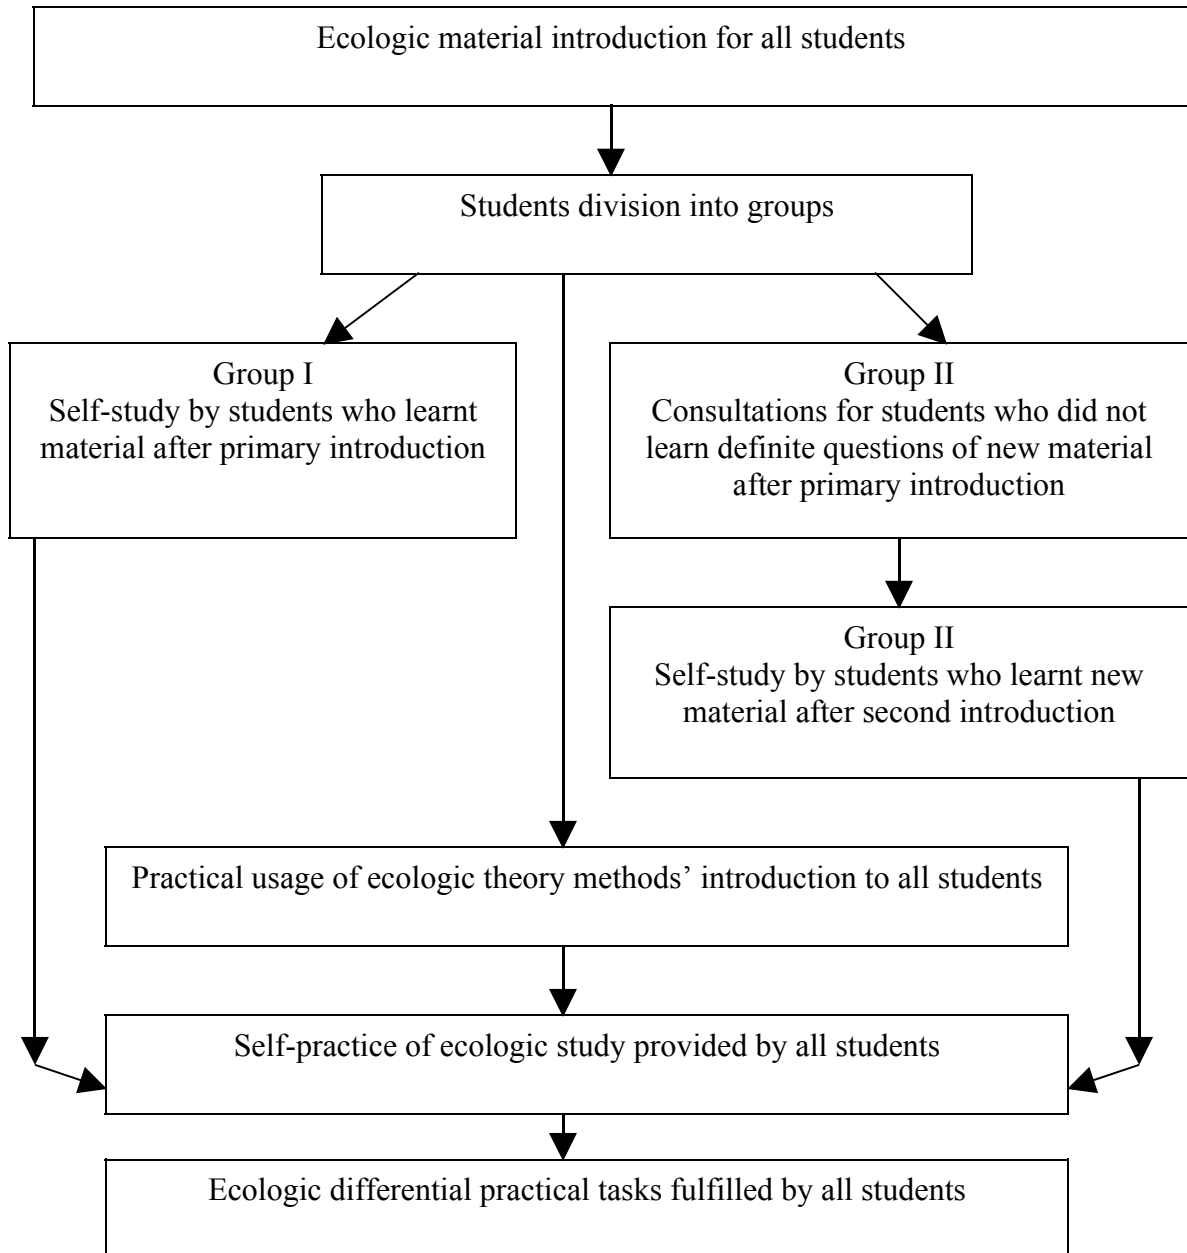 Ecologic material introduction for all students
Students division into groups
Group I
Self-study by students who learnt
material after primary introduction
Group II
Consultations for students who did not
learn definite questions of new material
after primary introduction
Group II
Self-study by students who learnt new
material after second introduction
Practical usage of ecologic theory methods’ introduction to all students
Self-practice of ecologic study provided by all students
Ecologic differential practical tasks fulfilled by all students